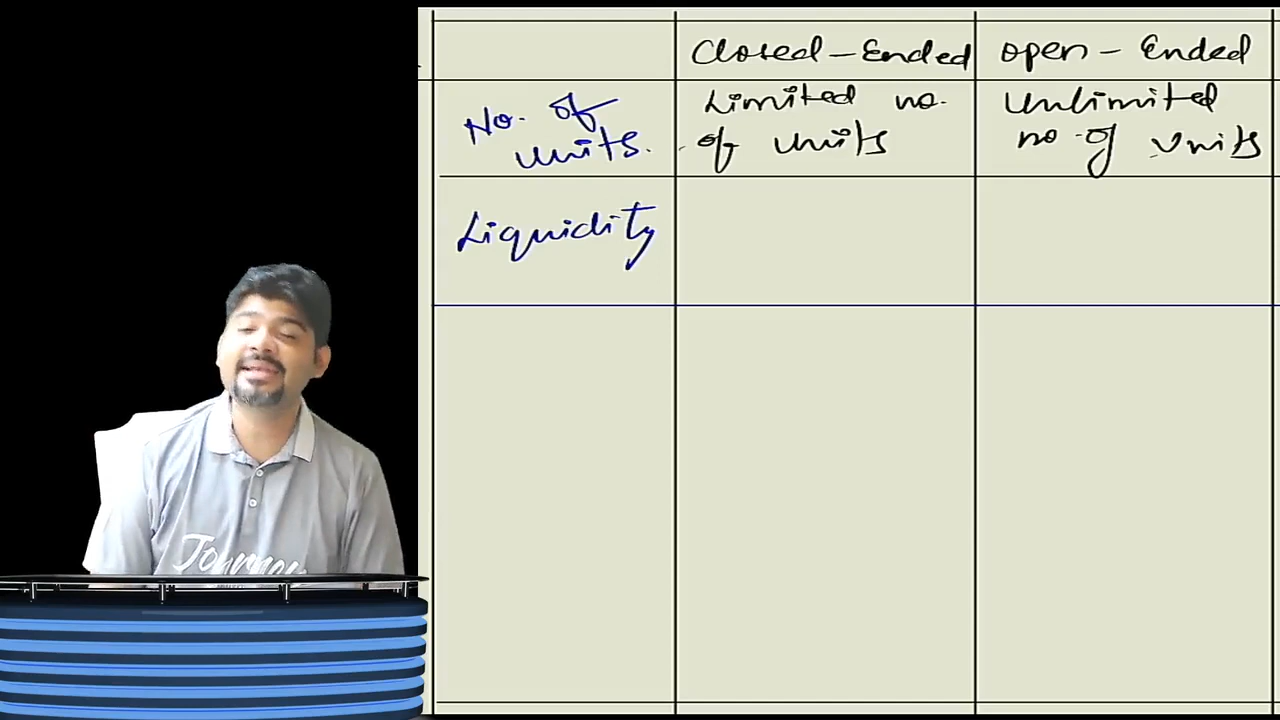 Closed-Ended
Open-Ended
No. of
units.
Limited no.
of units
Unlimited
no. of units
Liquidity
Journey